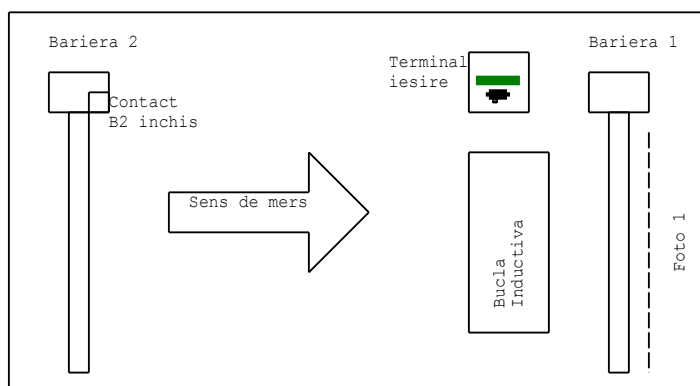 Bariera 2
Bariera 1
Terminal
iesire
Contact
B2 inchis
Sens de mers
Bucla
Inductiva
Foto 1